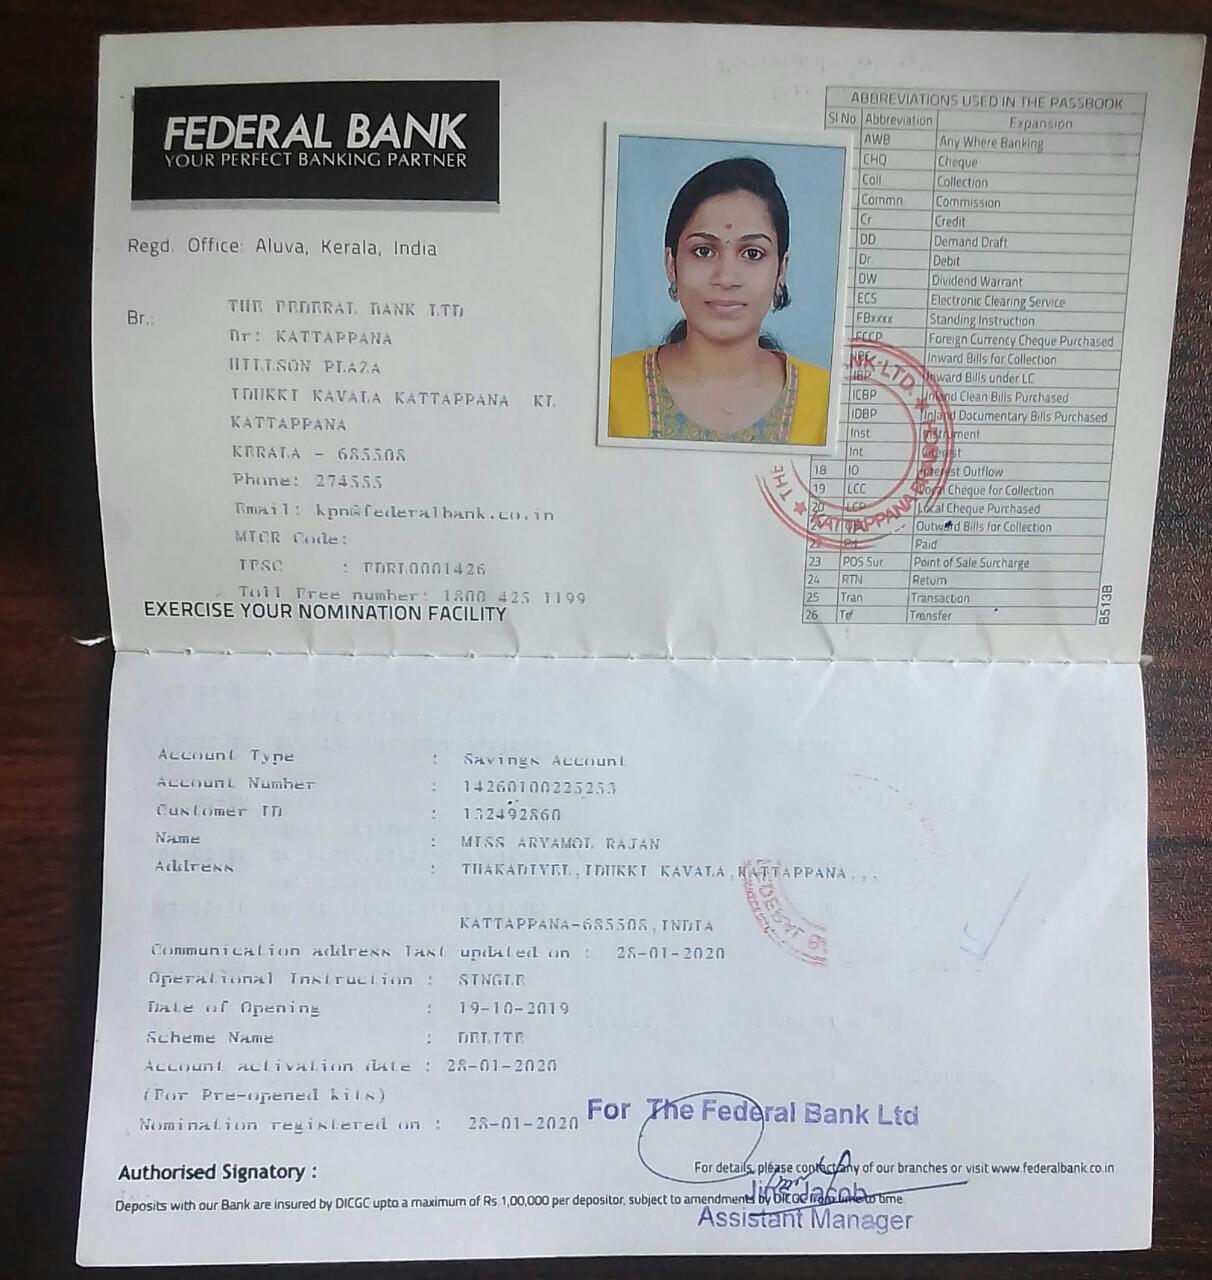 FEDERAL BANK
YOUR PERFECT BANKING PARTNER
Regd. Office: Aluva, Kerala, India
Br.:
THE FEDERAL BANK LTD
Br: KATTAPPANA
HILLSON PLAZA
IDUKKI KAVALA KATTAPPANA KL
KATTAPPANA
KERALA - 685508
Phone: 274555
Email: kpn@federalbank.co.in
MICR Code:
IFSC : FDRL0001426
Toll Free number: 1800 425 1199
EXERCISE YOUR NOMINATION FACILITY
ABBREVIATIONS USED IN THE PASSBOOK
Sl No. Abbreviation Expansion
AWB Any Where Banking
CHQ Cheque
Coll. Collection
Commn. Commission
Cr. Credit
DD Demand Draft
Dr. Debit
DW Dividend Warrant
ECS Electronic Clearing Service
FBxxxx Standing Instruction
FCCP Foreign Currency Cheque Purchased
Inward Bills for Collection
IBP Inward Bills under LC
ICBP Inland Clean Bills Purchased
IDBP Inland Documentary Bills Purchased
Inst. Instrument
Int. Interest
18 IO Interest Outflow
19 LCC Local Cheque for Collection
20 LCP Local Cheque Purchased
Outward Bills for Collection
22 Paid
23 POS Sur Point of Sale Surcharge
24 RTN Return
25 Tran Transaction
26 Trf Transfer
B513B
THE
NK LTD.
KATTAPPANA BRANCH
Account Type : Savings Account
Account Number : 14260100225253
Customer ID : 132492860
Name : MISS ARYAMOL RAJAN
Address : THAKADIYEL,IDUKKI KAVALA,KATTAPPANA,,,
KATTAPPANA-685508,INDIA
Communication address last updated on : 28-01-2020
Operational Instruction : SINGLE
Date of Opening : 19-10-2019
Scheme Name : DELITE
Account activation date : 28-01-2020
(For Pre-opened kits)
Nomination registered on : 28-01-2020
For The Federal Bank Ltd
Authorised Signatory :
For details, please contact any of our branches or visit www.federalbank.co.in
Deposits with our Bank are insured by DICGC upto a maximum of Rs 1,00,000 per depositor, subject to amendments by DICGC from time to time.
Jacob
Assistant Manager